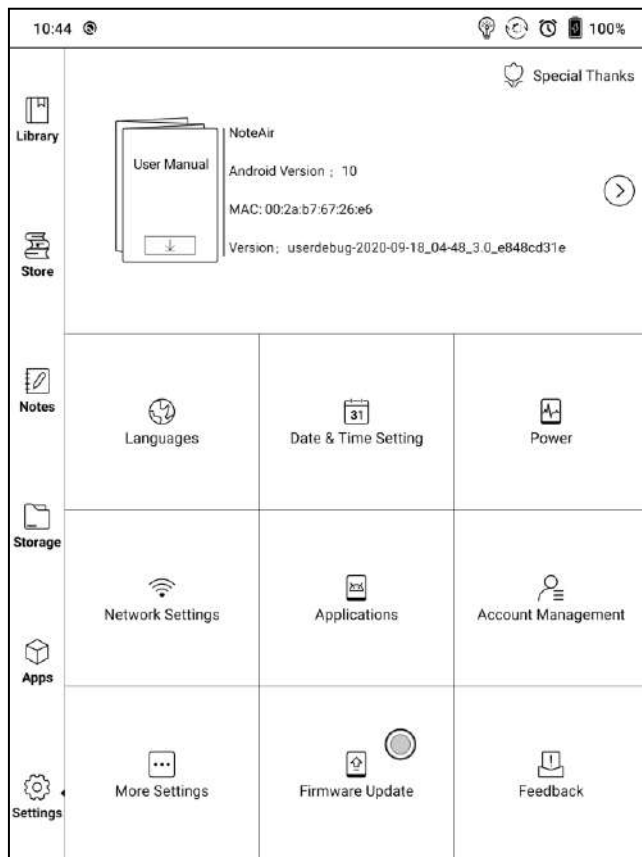 10:44
100%
Special Thanks
Library
User Manual
NoteAir
Android Version ; 10
MAC: 00:2a:b7:67:26:e6
Version; userdebug-2020-09-18_04-48_3.0_e848cd31e
Store
Notes
Languages
31
Date & Time Setting
Power
Storage
Network Settings
Applications
Account Management
Apps
More Settings
Firmware Update
Feedback
Settings